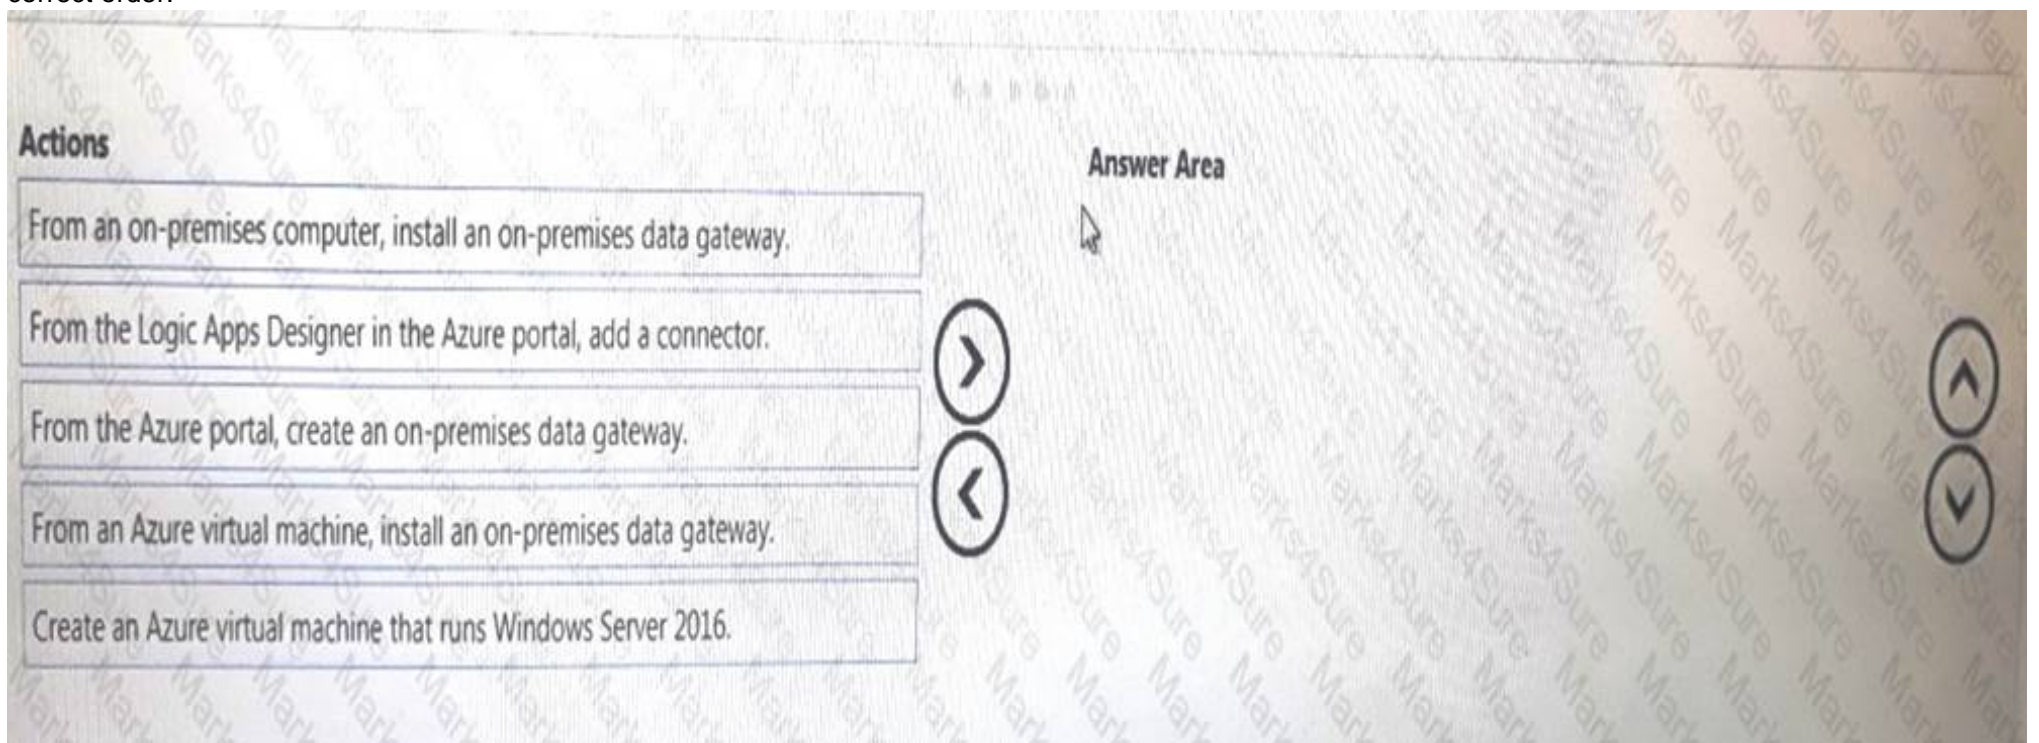 Actions
Answer Area
From an on-premises computer, install an on-premises data gateway.
From the Logic Apps Designer in the Azure portal, add a connector.
From the Azure portal, create an on-premises data gateway.
From an Azure virtual machine, install an on-premises data gateway.
Create an Azure virtual machine that runs Windows Server 2016.
Marks4Sure